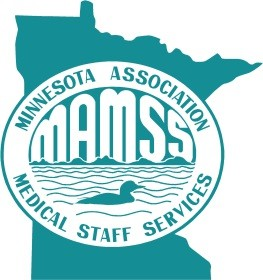 MINNESOTA ASSOCIATION
MAMSS
MEDICAL STAFF SERVICES